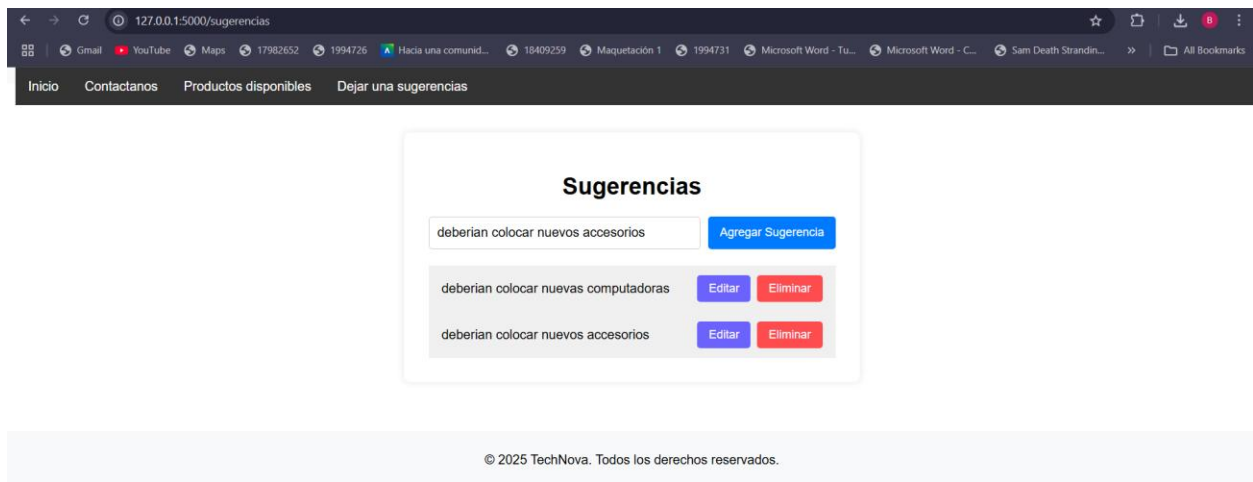 127.0.0.1:5000/sugerencias
B
Gmail YouTube Maps 17982652 1994726 Hacia una comunid... 18409259 Maquetación 1 1994731 Microsoft Word - Tu... Microsoft Word - C... Sam Death Strandin... » All Bookmarks
Inicio Contactanos Productos disponibles Dejar una sugerencias
Sugerencias
deberian colocar nuevos accesorios Agregar Sugerencia
deberian colocar nuevas computadoras Editar Eliminar
deberian colocar nuevos accesorios Editar Eliminar
© 2025 TechNova. Todos los derechos reservados.